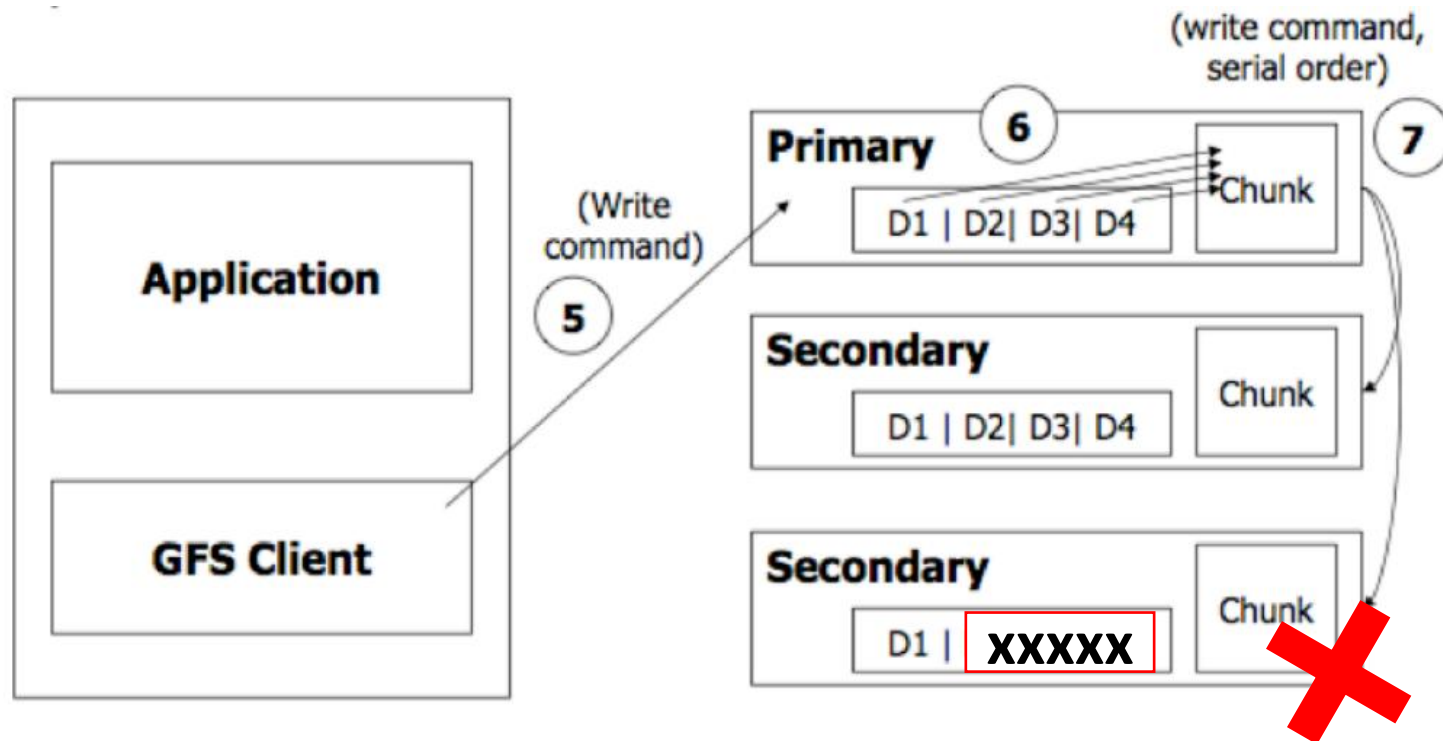 (write command,
serial order)
Primary
6
7
D1 | D2| D3| D4
Chunk
Application
(Write
command)
5
Secondary
D1 | D2| D3| D4
Chunk
GFS Client
Secondary
D1 |
XXXXX
Chunk